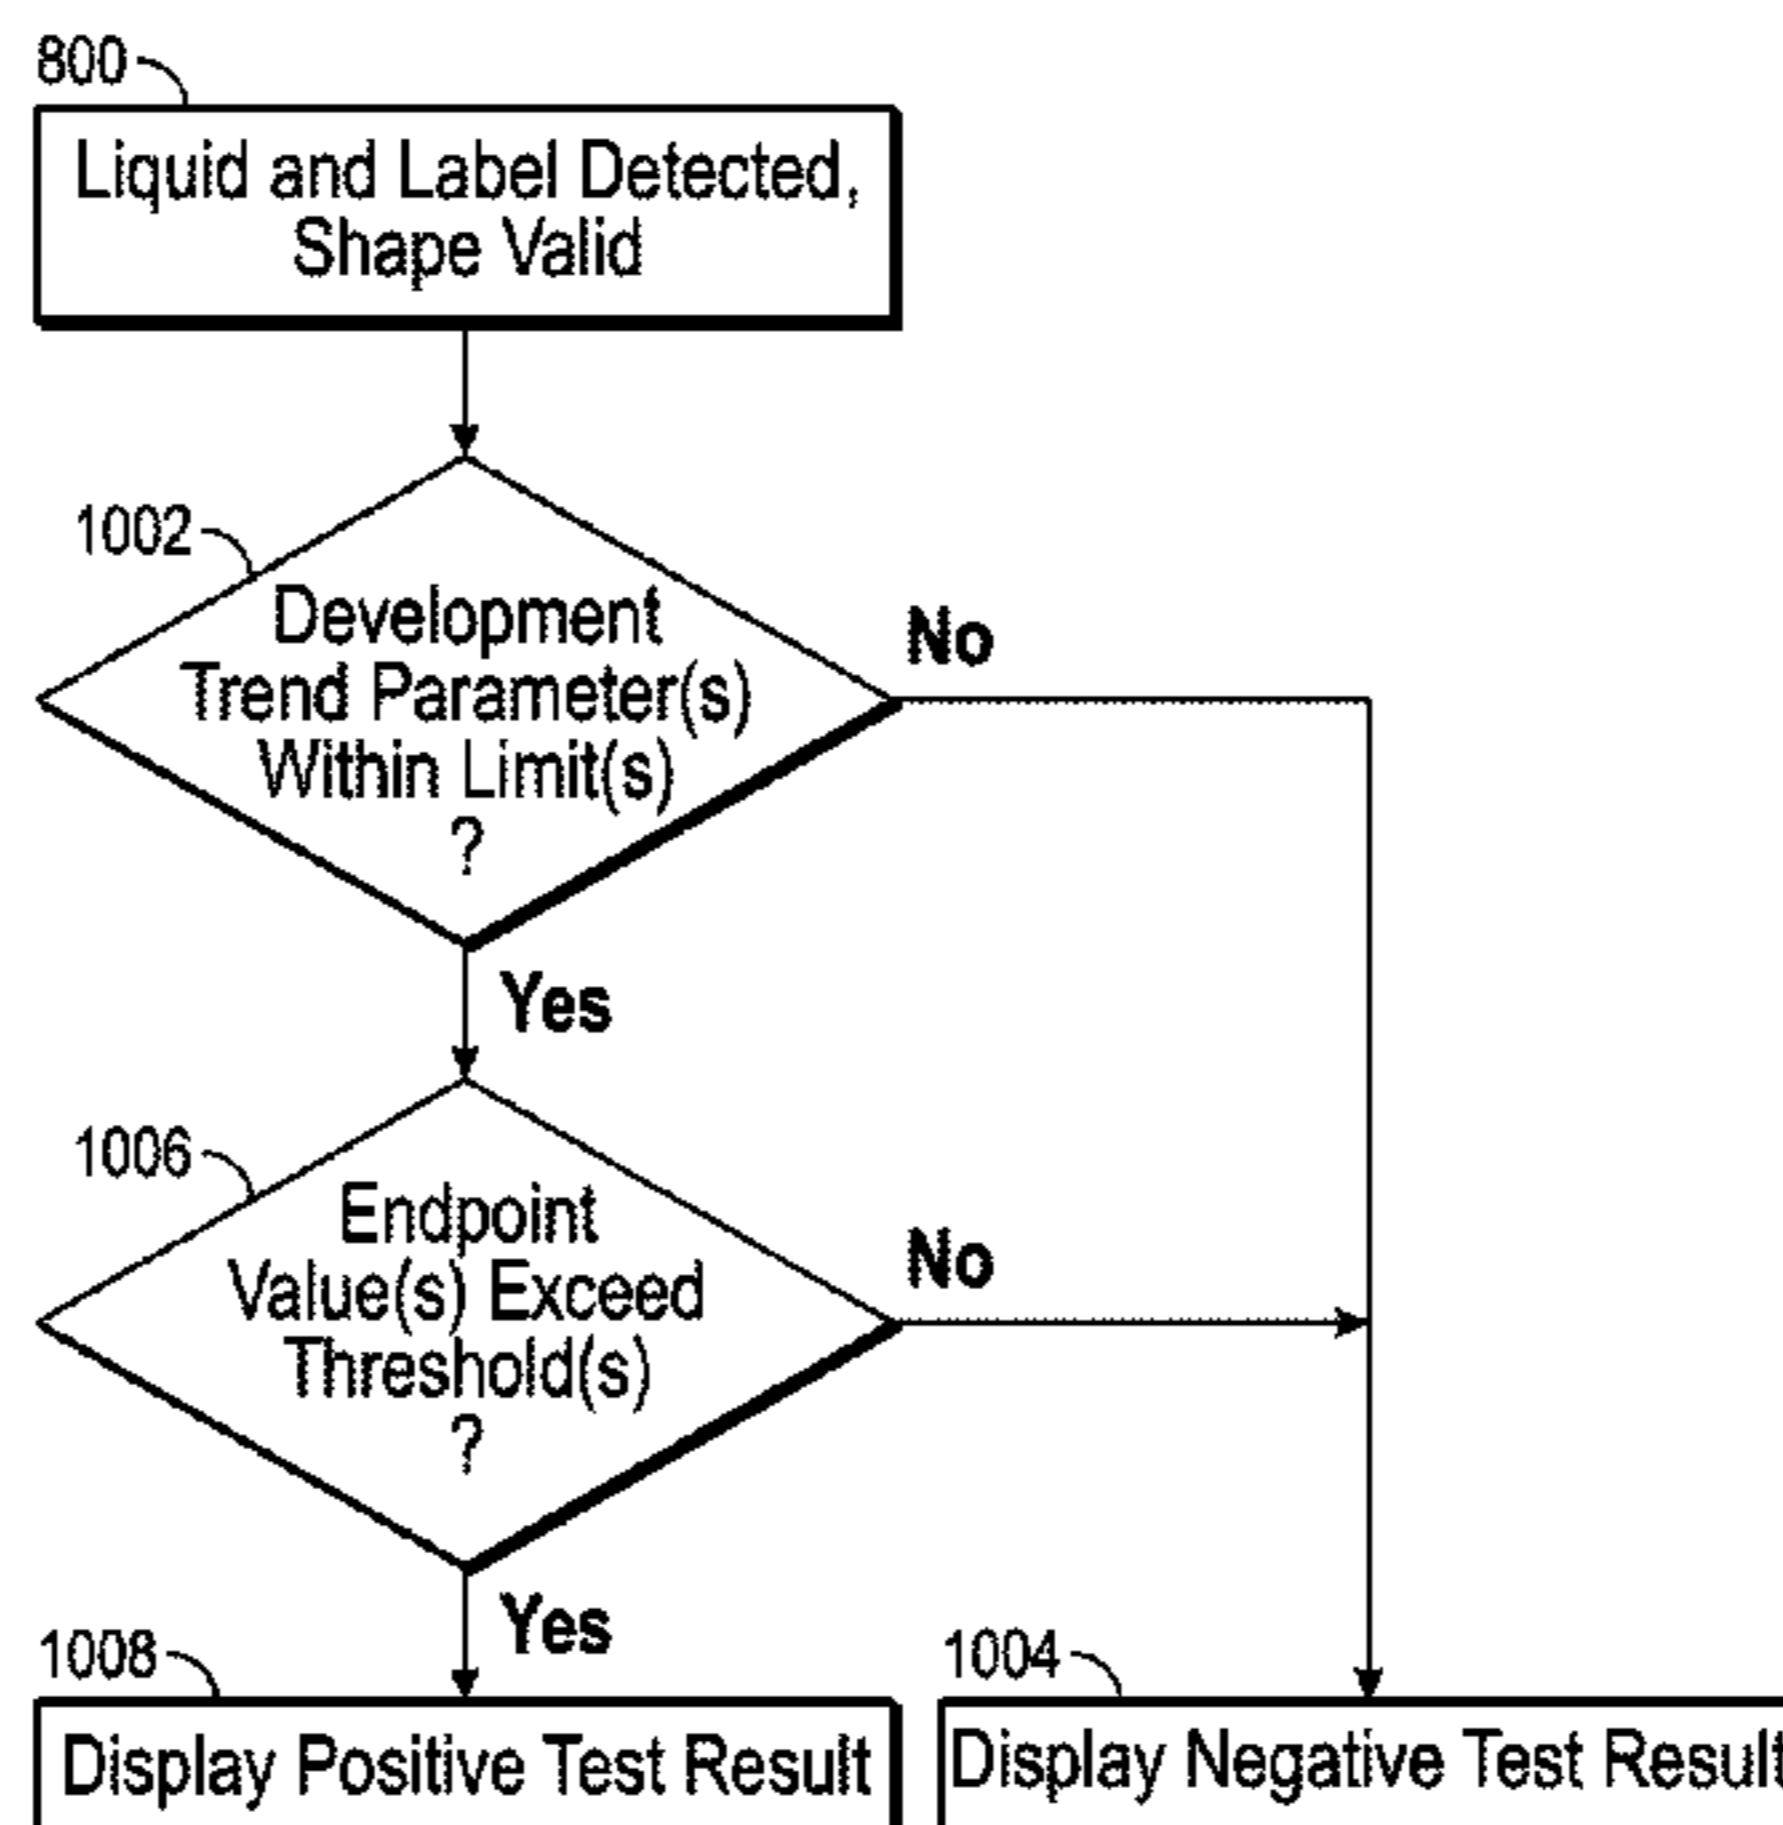 800
Liquid and Label Detected,
Shape Valid
1002
Development
Trend Parameter(s)
Within Limit(s)
?
No
Yes
1006
Endpoint
Value(s) Exceed
Threshold(s)
?
No
Yes
1008
Display Positive Test Result
1004
Display Negative Test Result